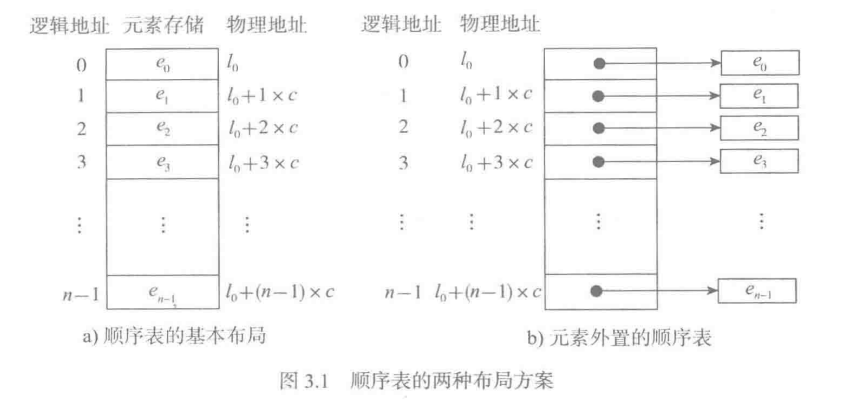 逻辑地址 元素存储 物理地址 逻辑地址 物理地址
0 e₀ l₀ 0 l₀ e₀
1 e₁ l₀+1×c 1 l₀+1×c e₁
2 e₂ l₀+2×c 2 l₀+2×c e₂
3 e₃ l₀+3×c 3 l₀+3×c e₃
⋮ ⋮ ⋮ ⋮ ⋮ ⋮ ⋮
n−1 eₙ₋₁ l₀+(n−1)×c n−1 l₀+(n−1)×c eₙ₋₁
a) 顺序表的基本布局 b) 元素外置的顺序表
图 3.1 顺序表的两种布局方案